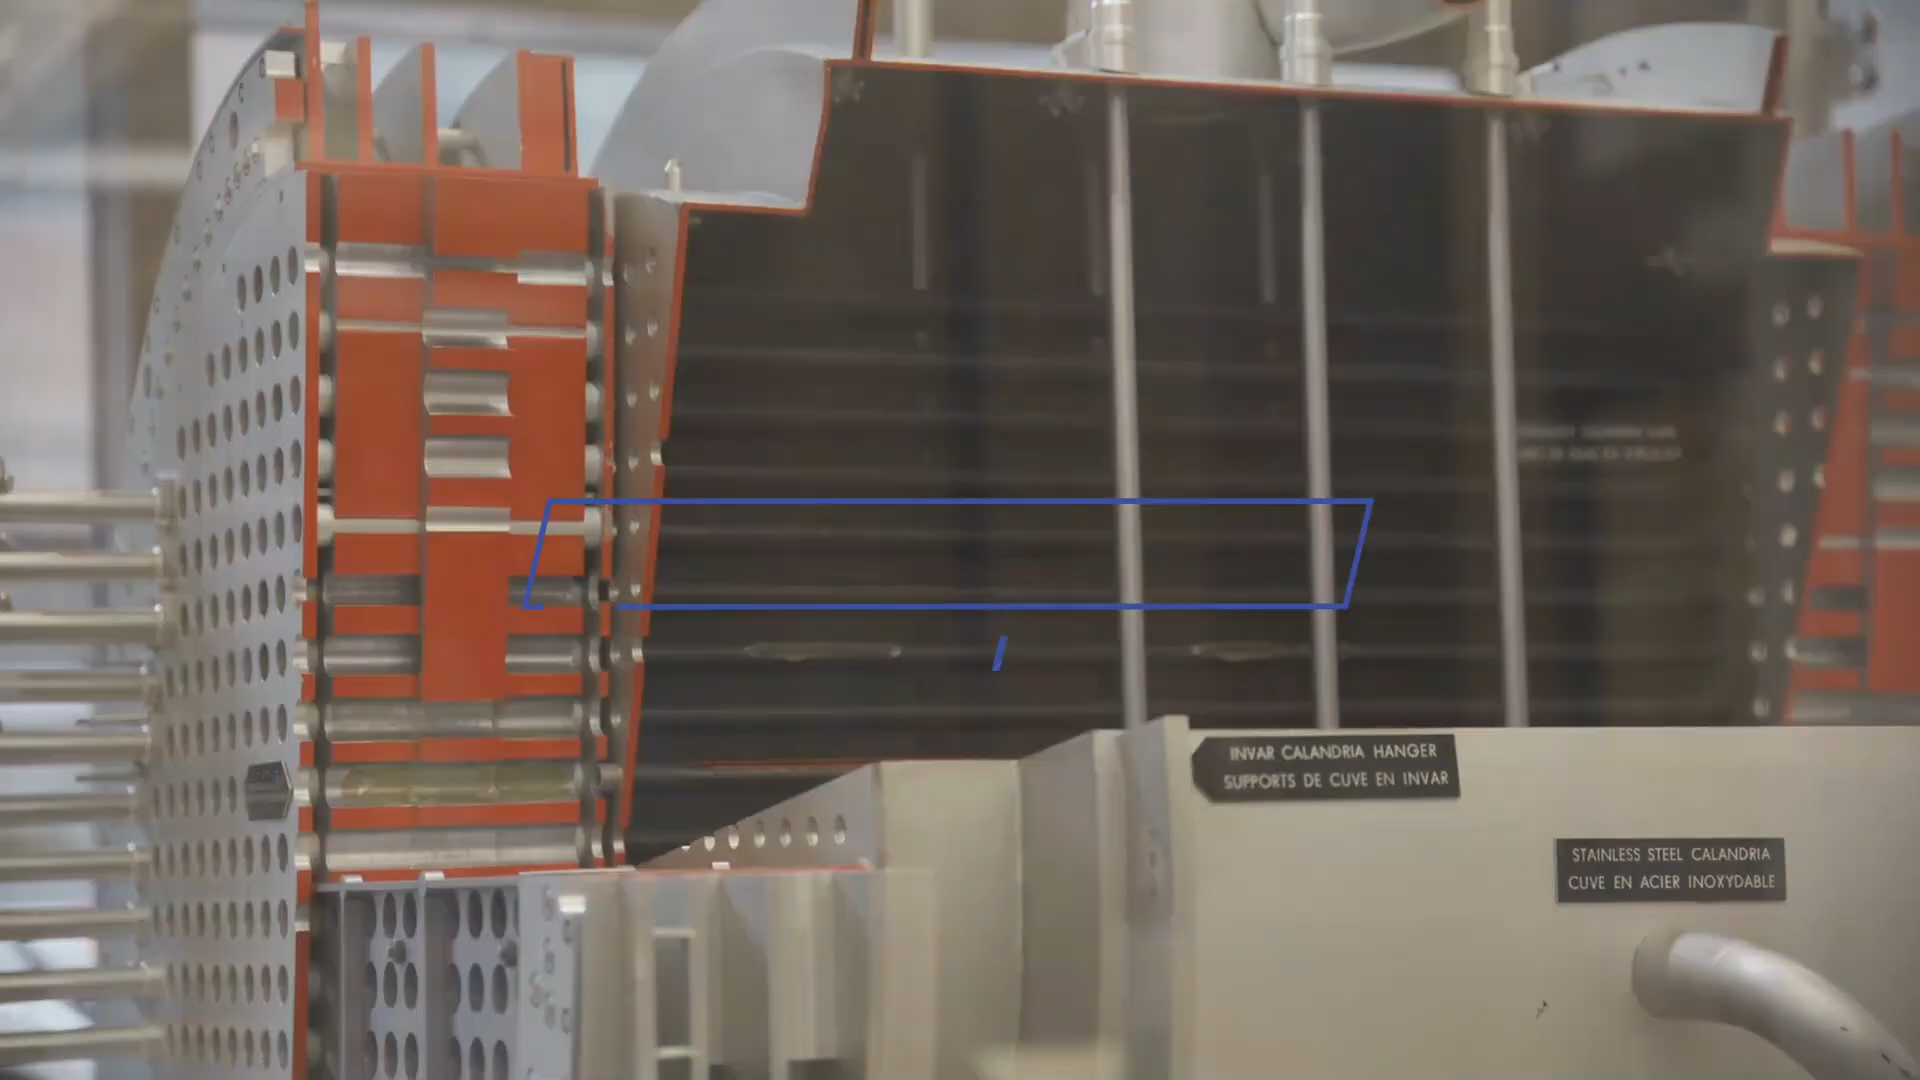 INVAR CALANDRIA HANGER
SUPPORTS DE CUVE EN INVAR
STAINLESS STEEL CALANDRIA
CUVE EN ACIER INOXYDABLE